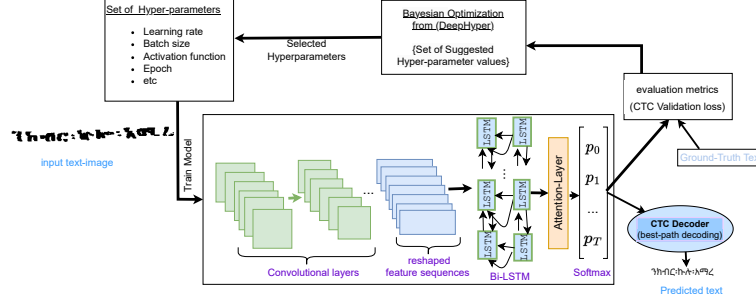 Set of Hyper-parameters
Learning rate
Batch size
Activation function
Epoch
etc
Selected
Hyperparameters
Bayesian Optimization
from (DeepHyper)
{Set of Suggested
Hyper-parameter values}
evaluation metrics
(CTC Validation loss)
Ground-Truth Tex
input text-image
Train Model
...
Convolutional layers
reshaped
feature sequences
LSTM LSTM
LSTM LSTM
LSTM LSTM
Bi-LSTM
Attention-Layer
p0
p1
...
pT
Softmax
CTC Decoder
(best-path decoding)
ንክብር፡ኩሉ፡አማረ
Predicted text